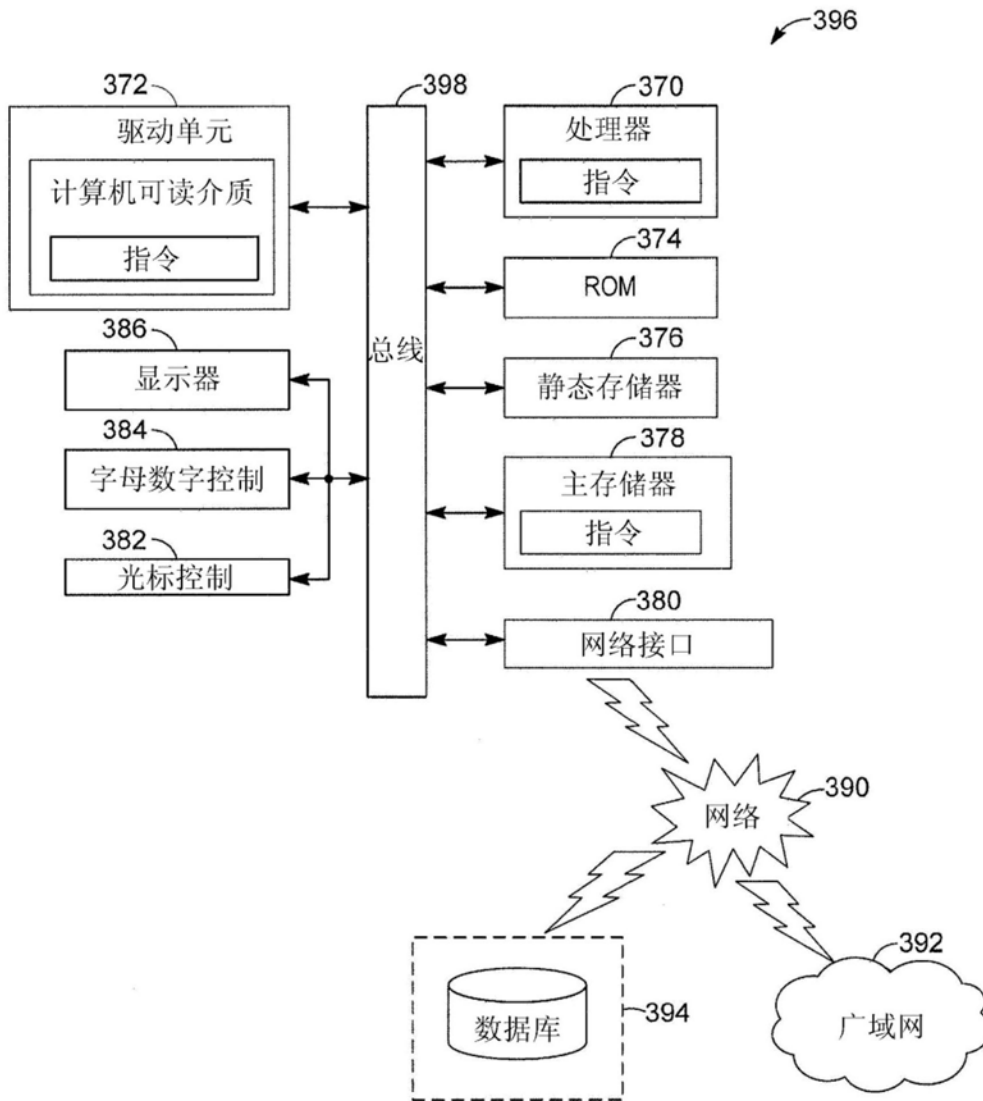 396
372
398
370
驱动单元
计算机可读介质
指令
处理器
指令
374
ROM
386
显示器
总线
376
静态存储器
384
字母数字控制
378
主存储器
指令
382
光标控制
380
网络接口
390
网络
392
广域网
394
数据库